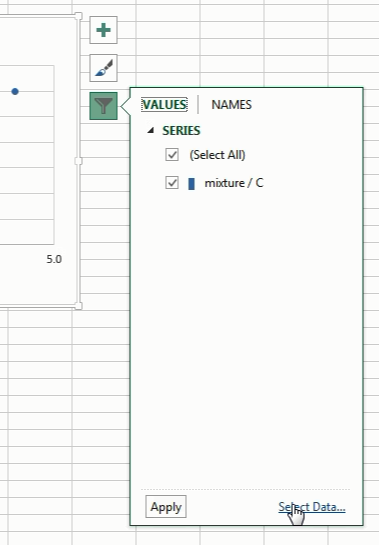 VALUES NAMES
SERIES
(Select All)
mixture / C
5.0
Apply Select Data...